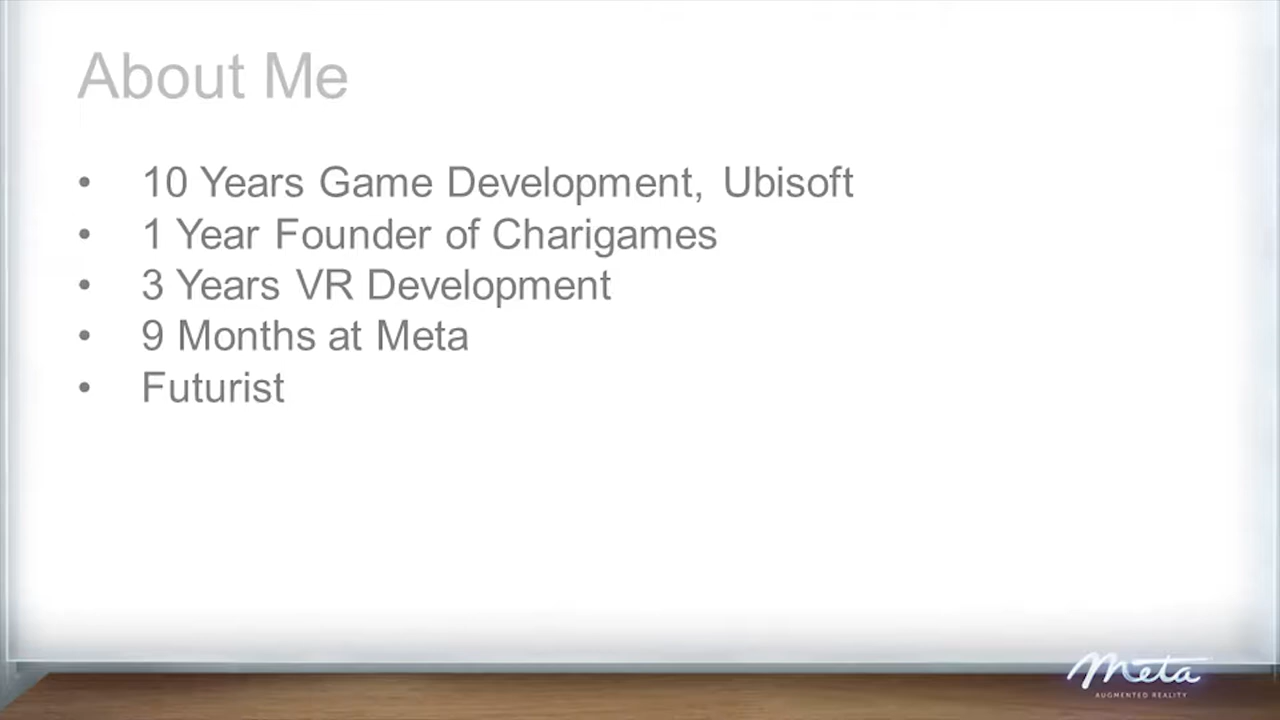 About Me
• 10 Years Game Development, Ubisoft
• 1 Year Founder of Charigames
• 3 Years VR Development
• 9 Months at Meta
• Futurist
Meta
AUGMENTED REALITY